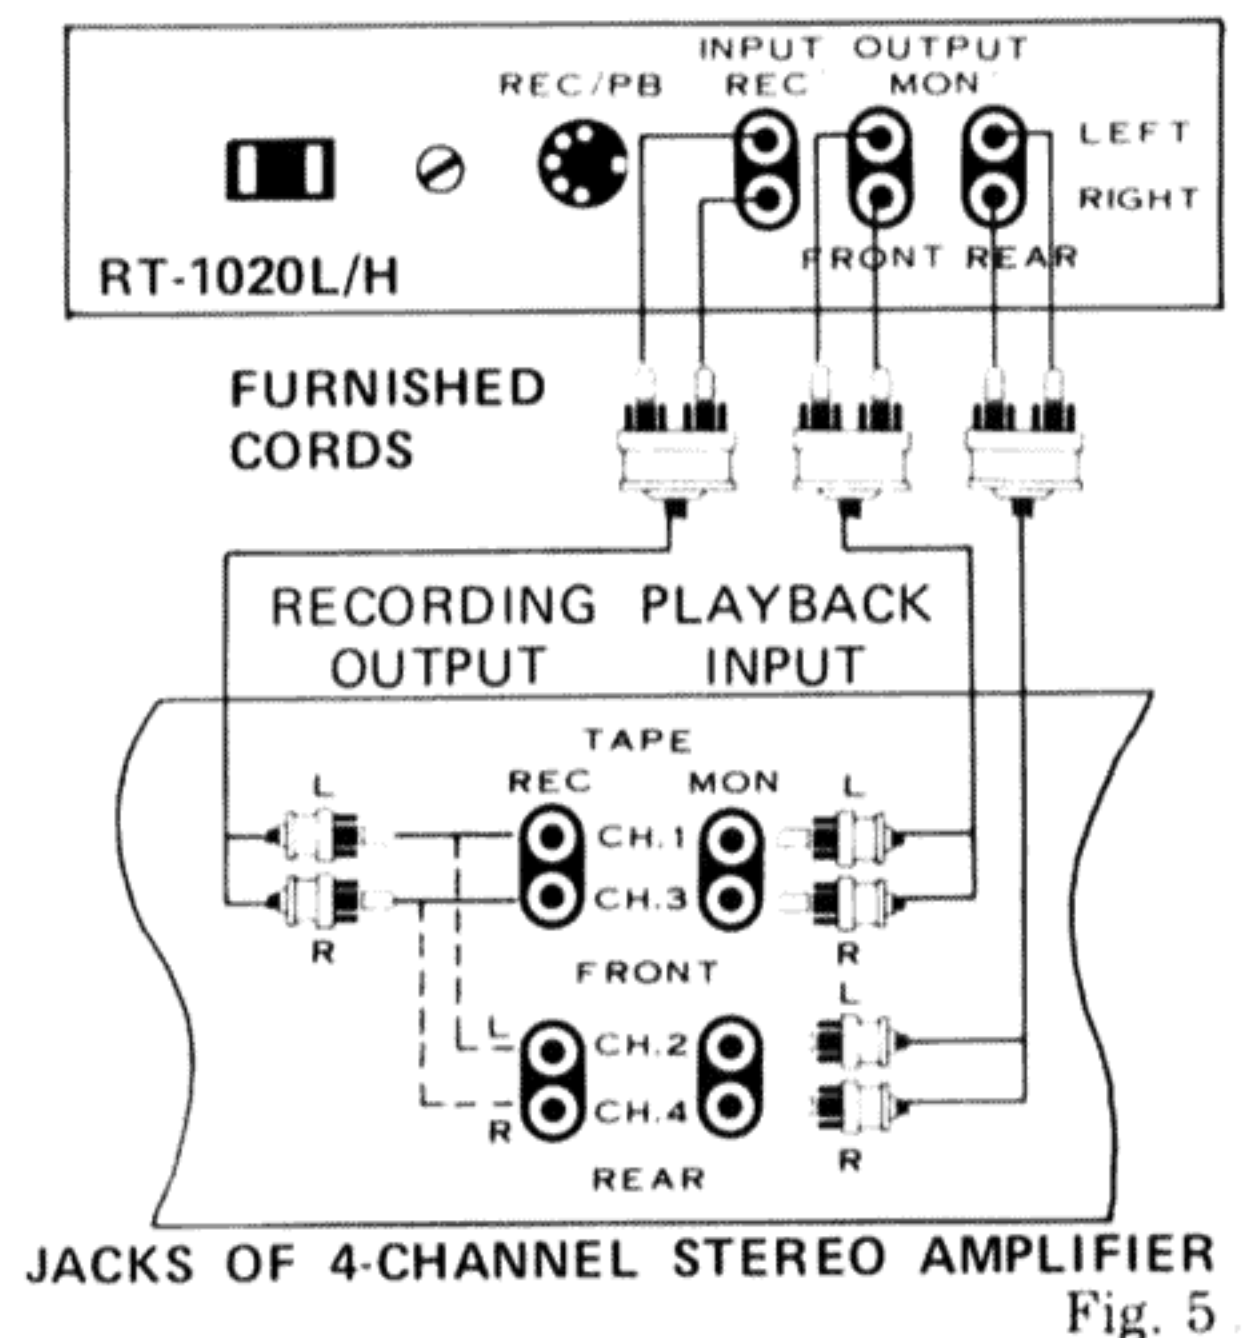 INPUT OUTPUT
REC/PB REC MON
LEFT
RIGHT
FRONT REAR
RT-1020L/H
FURNISHED
CORDS
RECORDING PLAYBACK
OUTPUT INPUT
TAPE
L REC MON L
CH.1
CH.3
R R
FRONT
L
L CH.2
CH.4
R
R
REAR
JACKS OF 4-CHANNEL STEREO AMPLIFIER
Fig. 5